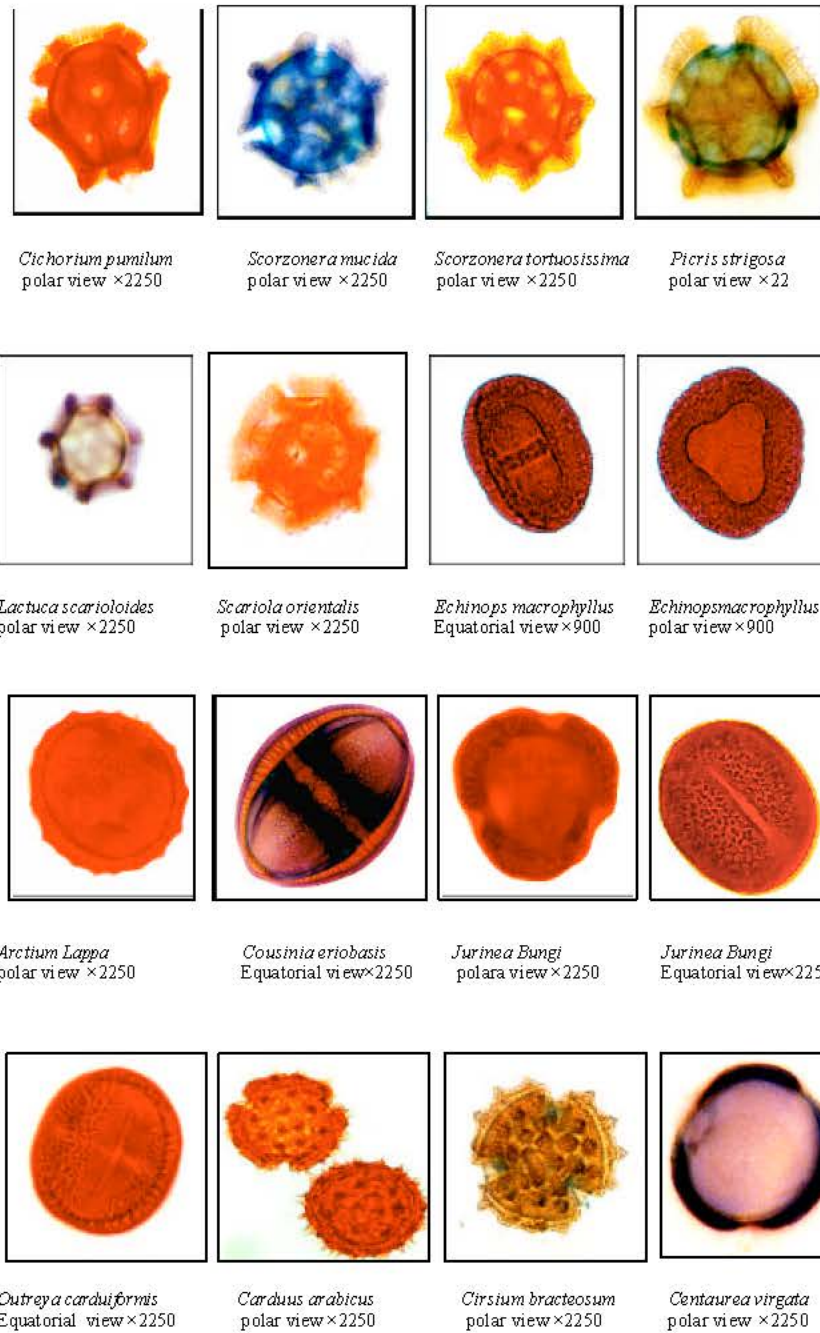 Cichorium pumilum
polar view ×2250
Scorzonera mucida
polar view ×2250
Scorzonera tortuosissima
polar view ×2250
Picris strigosa
polar view ×22
Lactuca scarioloides
polar view ×2250
Scariola orientalis
polar view ×2250
Echinops macrophyllus
Equatorial view×900
Echinopsmacrophyllus
polar view×900
Arctium Lappa
polar view ×2250
Cousinia eriobasis
Equatorial view×2250
Jurinea Bungi
polara view×2250
Jurinea Bungi
Equatorial view×225
Outreya carduiformis
Equatorial view×2250
Carduus arabicus
polar view ×2250
Cirsium bracteosum
polar view ×2250
Centaurea virgata
polar view ×2250